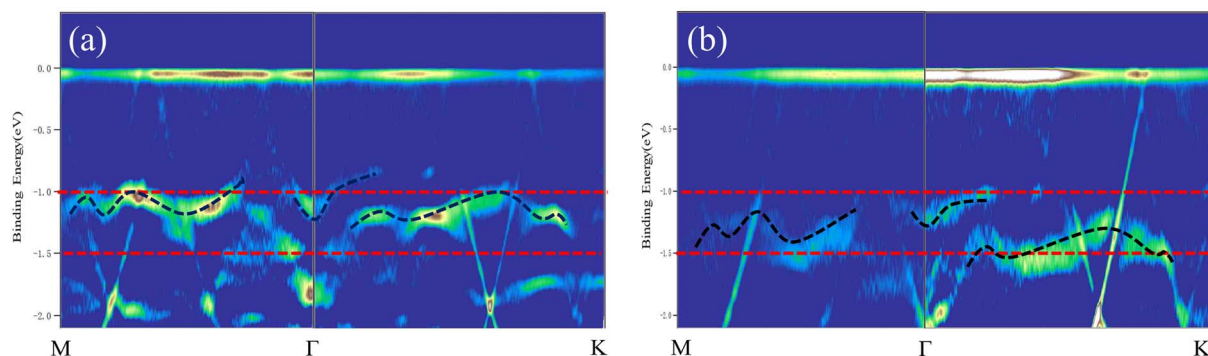 (a)
Binding Energy(eV)
0.0
-0.5
-1.0
-1.5
-2.0
M
Γ
K
(b)
Binding Energy(eV)
0.0
-0.5
-1.0
-1.5
-2.0
M
Γ
K